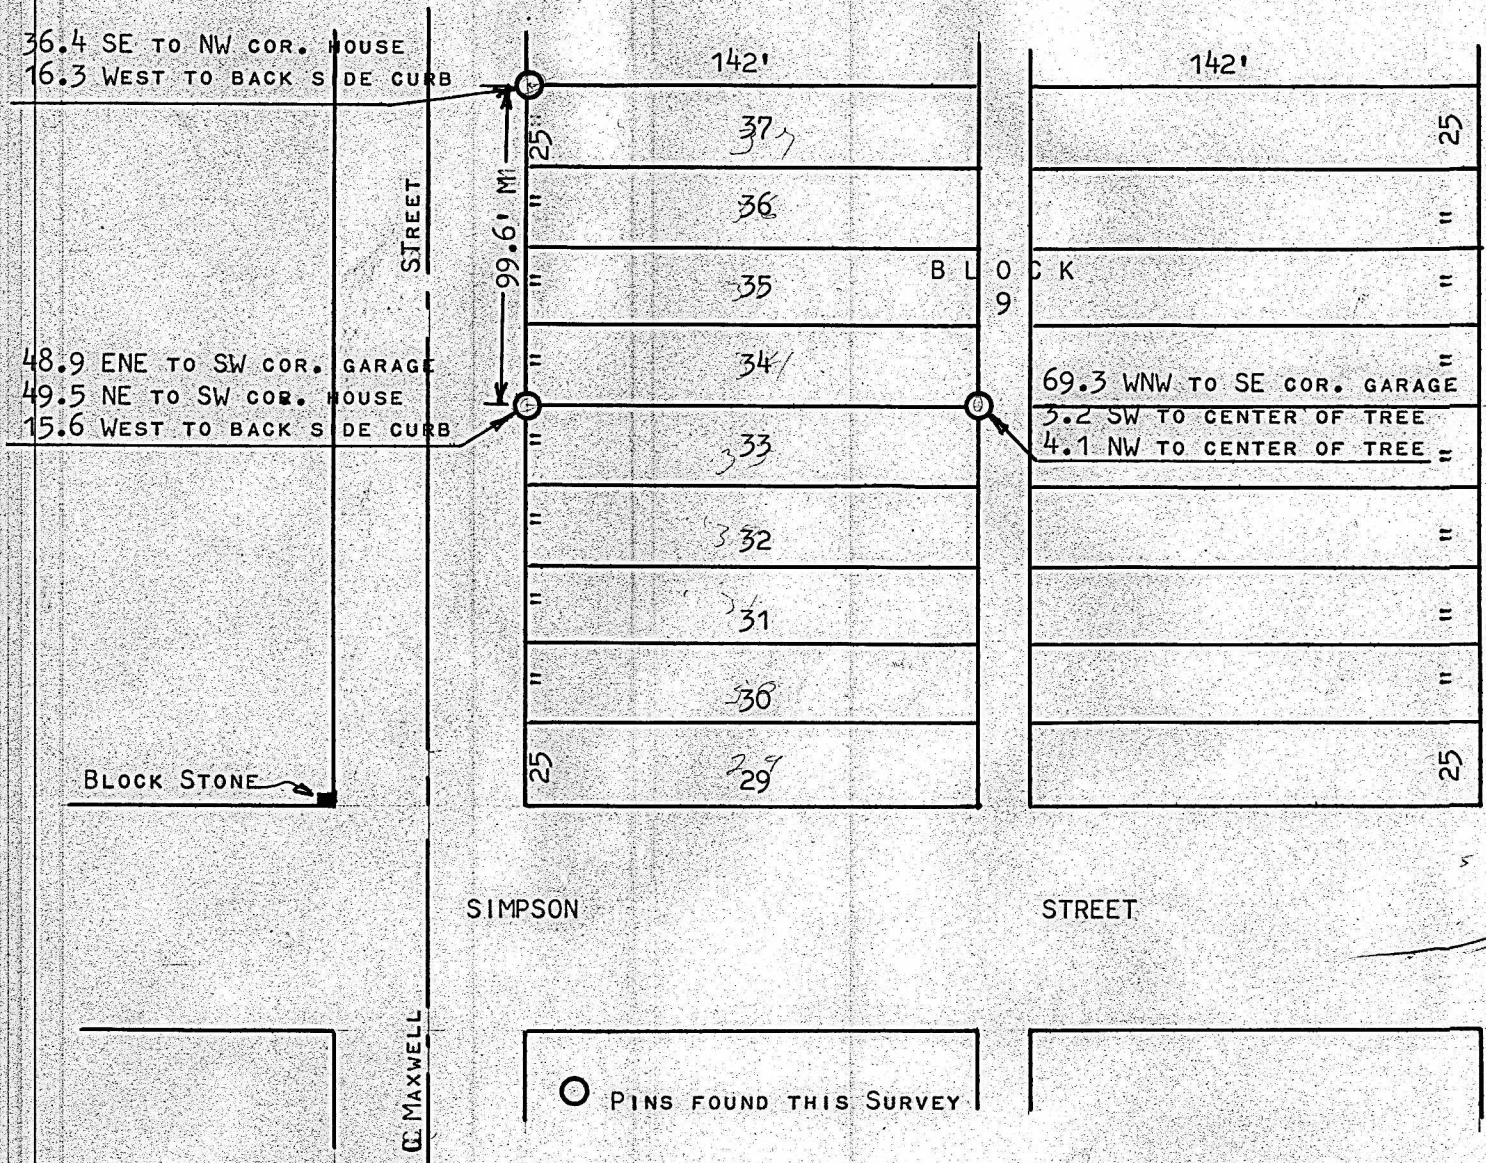 36.4 SE TO NW COR. HOUSE
16.3 WEST TO BACK SIDE CURB
142'
142'
37
37
25
"
25
STREET
99.6' M
36
"
"
BLOCK
9
35
"
"
34
"
"
48.9 ENE TO SW COR. GARAGE
49.5 NE TO SW COR. HOUSE
15.6 WEST TO BACK SIDE CURB
69.3 WNW TO SE COR. GARAGE
3.2 SW TO CENTER OF TREE
4.1 NW TO CENTER OF TREE
33
33
"
"
32
"
"
31
31
"
"
30
"
"
25
29
29
25
BLOCK STONE
SIMPSON STREET
℄ MAXWELL
PINS FOUND THIS SURVEY